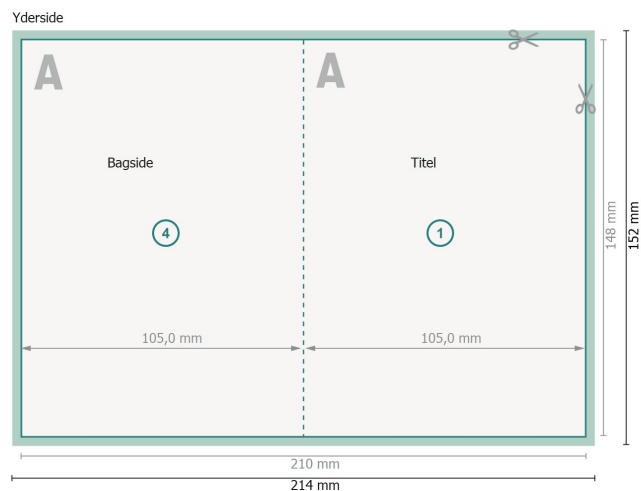 Yderside
A
A
Bagside
Titel
4
1
148 mm
152 mm
105,0 mm
105,0 mm
210 mm
214 mm